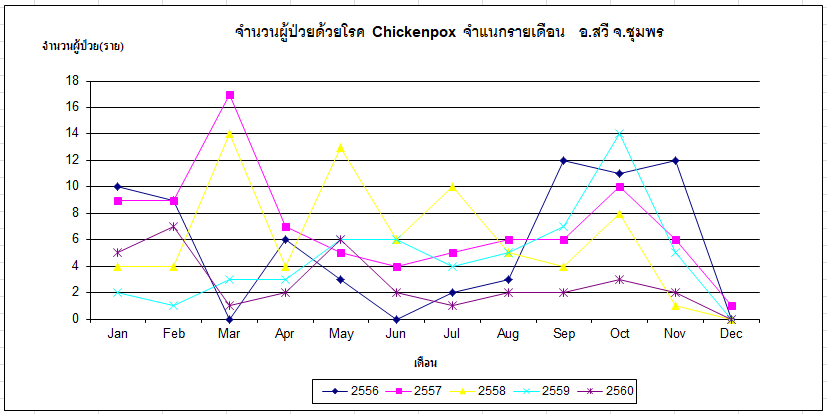 จำนวนผู้ป่วยด้วยโรค Chickenpox จำแนกรายเดือน อ.สวี จ.ชุมพร
จำนวนผู้ป่วย(ราย)
18
16
14
12
10
8
6
4
2
0
Jan Feb Mar Apr May Jun Jul Aug Sep Oct Nov Dec
เดือน
2556 2557 2558 2559 2560